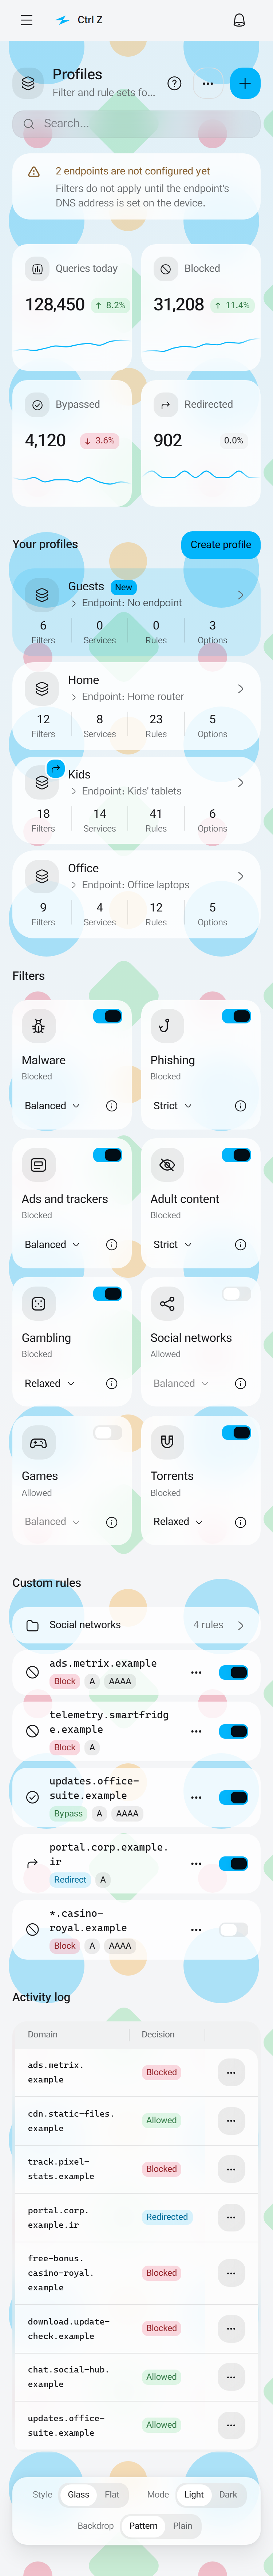 Ctrl Z
Profiles
Filter and rule sets fo...
Search...
2 endpoints are not configured yet
Filters do not apply until the endpoint's
DNS address is set on the device.
Queries today
128,450 ↑ 8.2%
Blocked
31,208 ↑ 11.4%
Bypassed
4,120 ↓ 3.6%
Redirected
902 0.0%
Your profiles
Create profile
Guests New
Endpoint: No endpoint
6 0 0 3
Filters Services Rules Options
Home
Endpoint: Home router
12 8 23 5
Filters Services Rules Options
Kids
Endpoint: Kids' tablets
18 14 41 6
Filters Services Rules Options
Office
Endpoint: Office laptops
9 4 12 5
Filters Services Rules Options
Filters
Malware
Blocked
Balanced
Phishing
Blocked
Strict
Ads and trackers
Blocked
Balanced
Adult content
Blocked
Strict
Gambling
Blocked
Relaxed
Social networks
Allowed
Balanced
Games
Allowed
Balanced
Torrents
Blocked
Relaxed
Custom rules
Social networks 4 rules
ads.metrix.example
Block A AAAA
telemetry.smartfridg
e.example
Block A
updates.office-
suite.example
Bypass A AAAA
portal.corp.example.
ir
Redirect A
*.casino-
royal.example
Block A AAAA
Activity log
Domain Decision
ads.metrix.
example
Blocked
cdn.static-files.
example
Allowed
track.pixel-
stats.example
Blocked
portal.corp.
example.ir
Redirected
free-bonus.
casino-royal.
example
Blocked
download.update-
check.example
Blocked
chat.social-hub.
example
Allowed
updates.office-
suite.example
Allowed
Style Glass Flat Mode Light Dark
Backdrop Pattern Plain